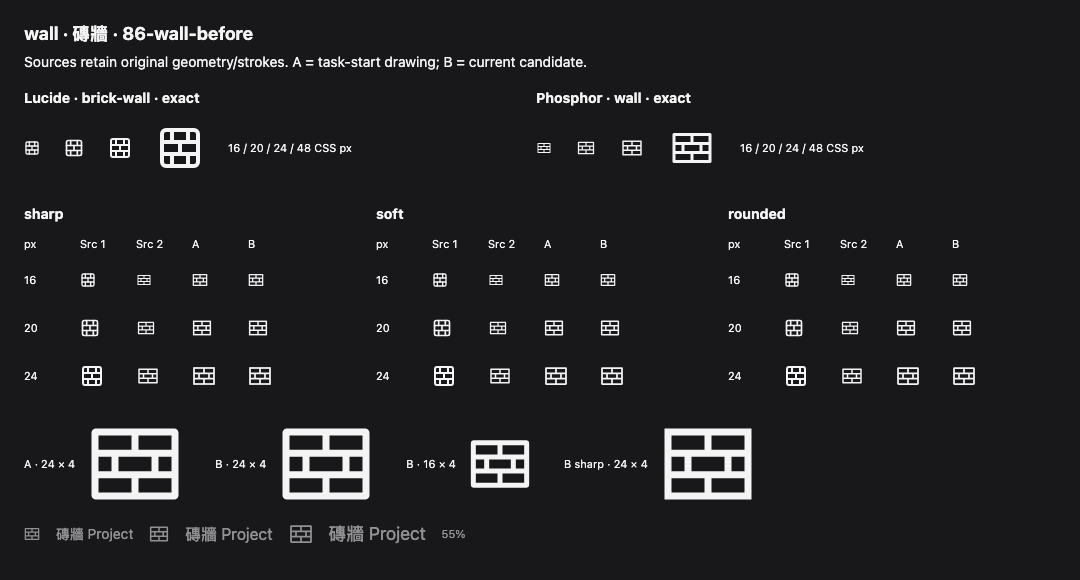 wall · 磚牆 · 86-wall-before
Sources retain original geometry/strokes. A = task-start drawing; B = current candidate.
Lucide · brick-wall · exact
Phosphor · wall · exact
16 / 20 / 24 / 48 CSS px
16 / 20 / 24 / 48 CSS px
sharp
soft
rounded
px Src 1 Src 2 A B
px Src 1 Src 2 A B
px Src 1 Src 2 A B
16
16
16
20
20
20
24
24
24
A · 24 × 4
B · 24 × 4
B · 16 × 4
B sharp · 24 × 4
磚牆 Project
磚牆 Project
磚牆 Project
55%